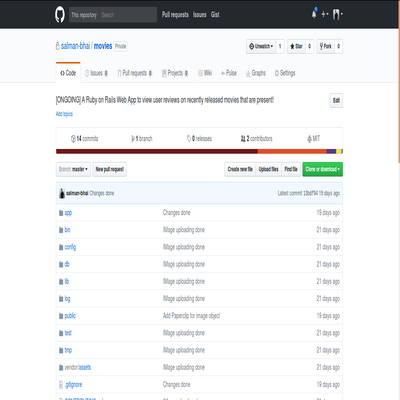 This repository Search Pull requests Issues Gist
salman-bhai / movies Private Unwatch 1 Star 0 Fork 0
Code Issues 0 Pull requests 0 Projects 0 Wiki Pulse Graphs Settings
[ONGOING] A Ruby on Rails Web App to view user reviews on recently released movies that are present! Edit
Add topics
14 commits 1 branch 0 releases 2 contributors MIT
Branch: master New pull request Create new file Upload files Find file Clone or download
salman-bhai Changes done Latest commit 19 days ago
app Changes done 19 days ago
bin IMage uploading done 21 days ago
config IMage uploading done 21 days ago
db IMage uploading done 21 days ago
lib IMage uploading done 21 days ago
log IMage uploading done 21 days ago
public Add Paperclip for image object 19 days ago
test IMage uploading done 21 days ago
tmp IMage uploading done 21 days ago
vendor/assets IMage uploading done 21 days ago
.gitignore Changes done 19 days ago